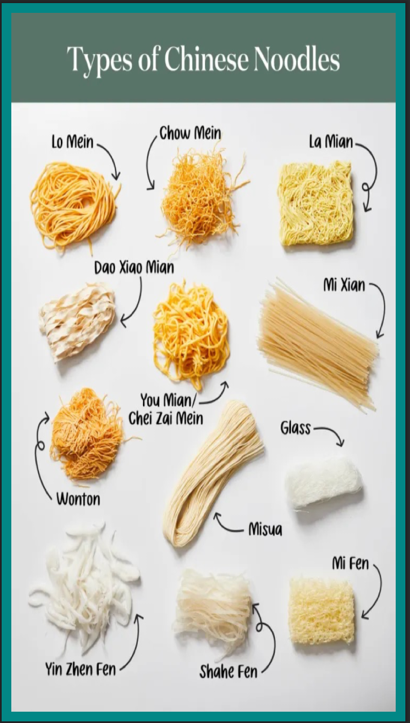 Types of Chinese Noodles
Lo Mein
Chow Mein
La Mian
Dao Xiao Mian
Mi Xian
You Mian/
Chei Zai Mein
Glass
Wonton
Misua
Mi Fen
Yin Zhen Fen
Shahe Fen